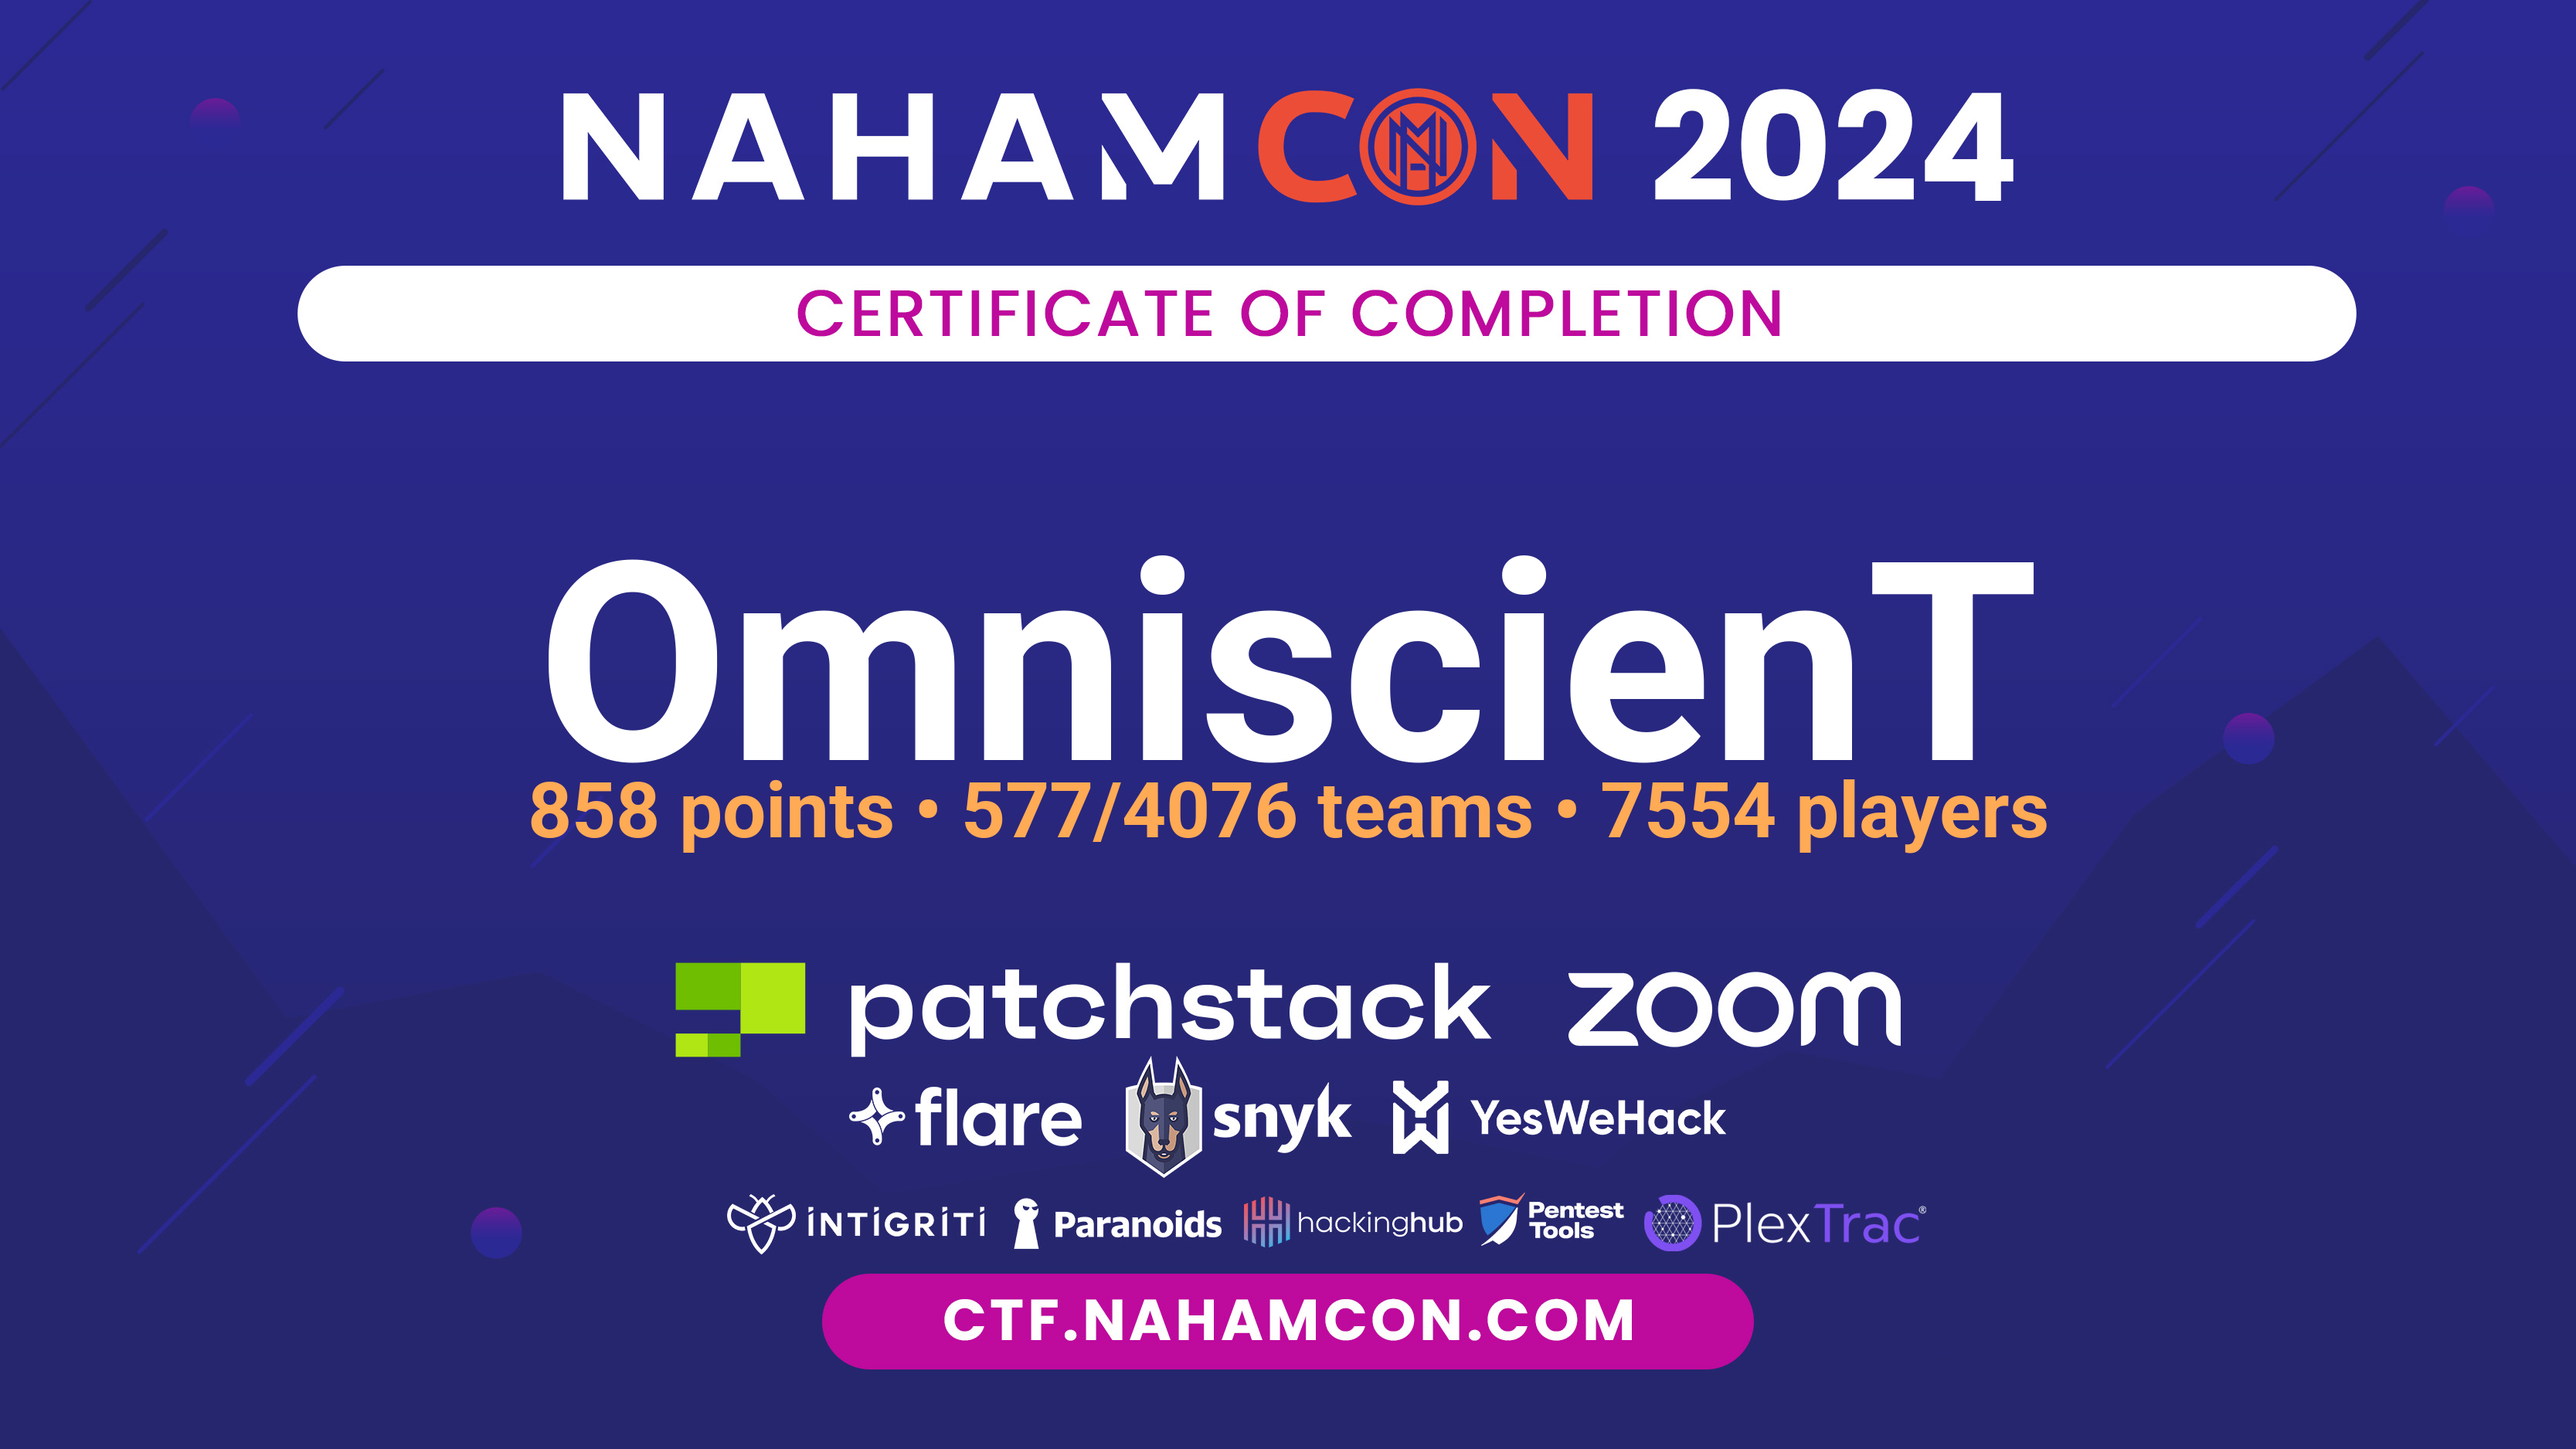 NAHAMCON 2024
CERTIFICATE OF COMPLETION
OmniscienT
858 points • 577/4076 teams • 7554 players
patchstack zoom
flare snyk YesWeHack
INTIGRITI Paranoids hackinghub Pentest Tools PlexTrac®
CTF.NAHAMCON.COM